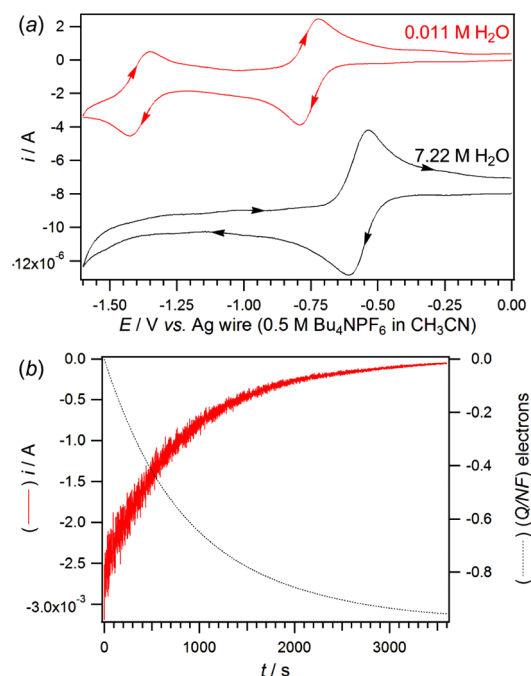 (a)
0.011 M H₂O
7.22 M H₂O
i / A
2
0
-2
-4
-6
-8
-10
-12x10⁻⁶
-1.50 -1.25 -1.00 -0.75 -0.50 -0.25 0.00
E / V vs. Ag wire (0.5 M Bu₄NPF₆ in CH₃CN)
(b)
(—) i / A
0.0
-0.5
-1.0
-1.5
-2.0
-2.5
-3.0x10⁻³
0.0
-0.2
-0.4
-0.6
-0.8
(······) (Q/NF) electrons
0 1000 2000 3000
t / s